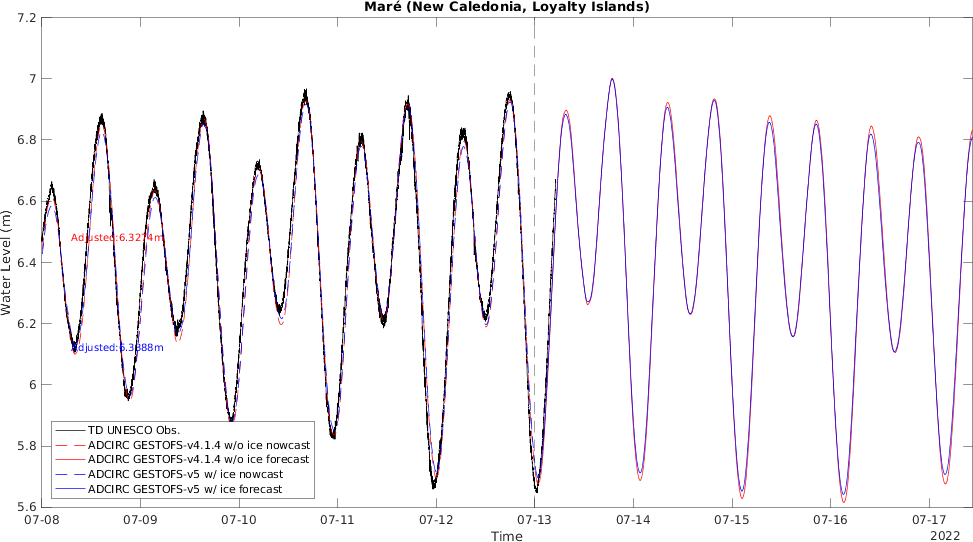 Maré (New Caledonia, Loyalty Islands)
7.2
7
6.8
6.6
6.4
6.2
6
5.8
5.6
Water Level (m)
Adjusted:6.3274m
Adjusted:6.3388m
TD UNESCO Obs.
ADCIRC GESTOFS-v4.1.4 w/o ice nowcast
ADCIRC GESTOFS-v4.1.4 w/o ice forecast
ADCIRC GESTOFS-v5 w/ ice nowcast
ADCIRC GESTOFS-v5 w/ ice forecast
07-08 07-09 07-10 07-11 07-12 07-13 07-14 07-15 07-16 07-17
Time
2022